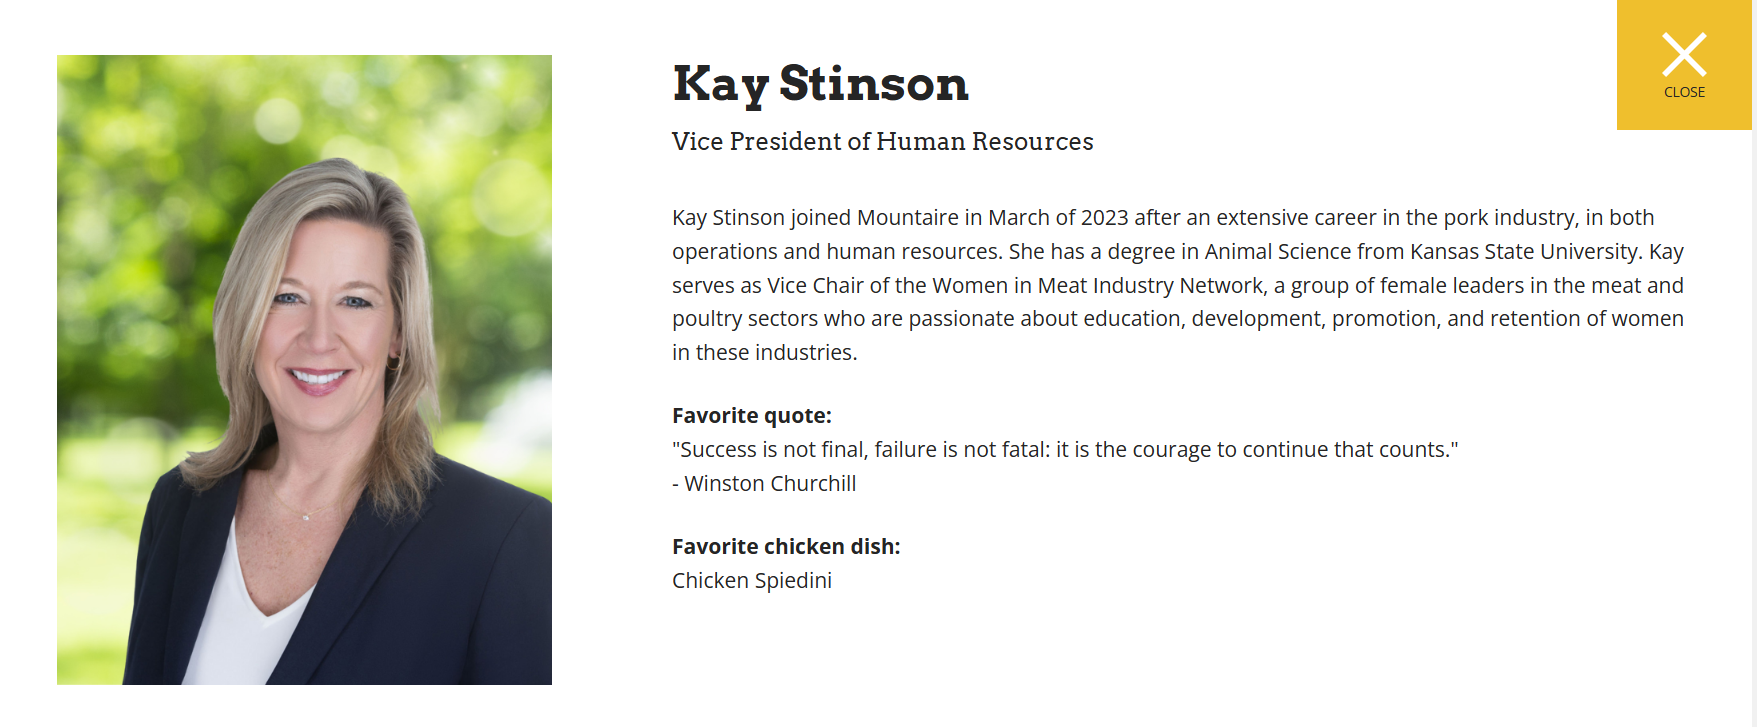 Kay Stinson
CLOSE
Vice President of Human Resources
Kay Stinson joined Mountaire in March of 2023 after an extensive career in the pork industry, in both
operations and human resources. She has a degree in Animal Science from Kansas State University. Kay
serves as Vice Chair of the Women in Meat Industry Network, a group of female leaders in the meat and
poultry sectors who are passionate about education, development, promotion, and retention of women
in these industries.
Favorite quote:
"Success is not final, failure is not fatal: it is the courage to continue that counts."
- Winston Churchill
Favorite chicken dish:
Chicken Spiedini